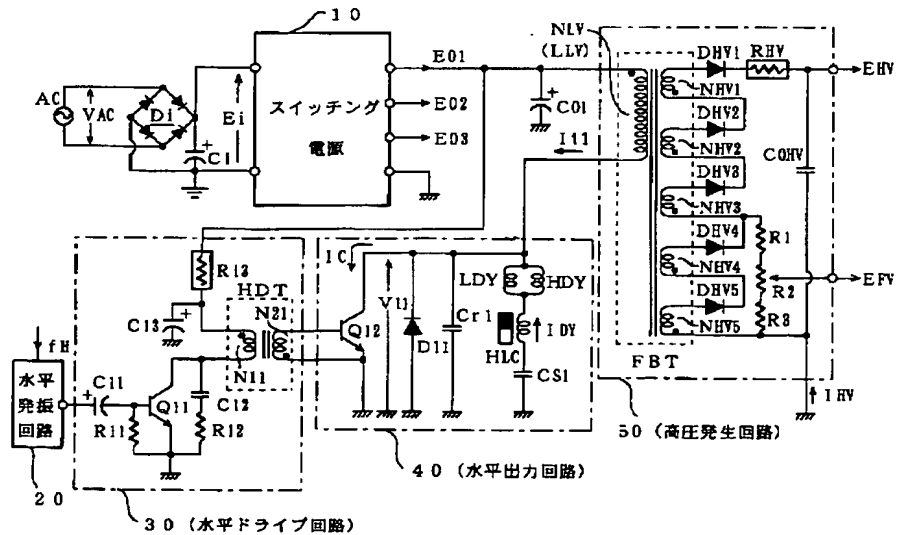 10
NLV
(LLV)
DHV1
RHV
EHV
NHV1
E01
E02
E03
AC
VAC
Di
Ei
C1
スイッチング
電源
C01
I11
DHV2
NHV2
DHV3
NHV3
C0HV
DHV4
NHV4
R1
R2
R3
EFV
DHV5
NHV5
FBT
IHV
50(高圧発生回路)
R13
HDT
N21
N11
C13
IC
V11
Q12
D11
Cr1
LDY
HDY
IDY
HLC
CS1
fH
水平
発振
回路
C11
R11
Q11
C12
R12
20
30(水平ドライブ回路)
40(水平出力回路)